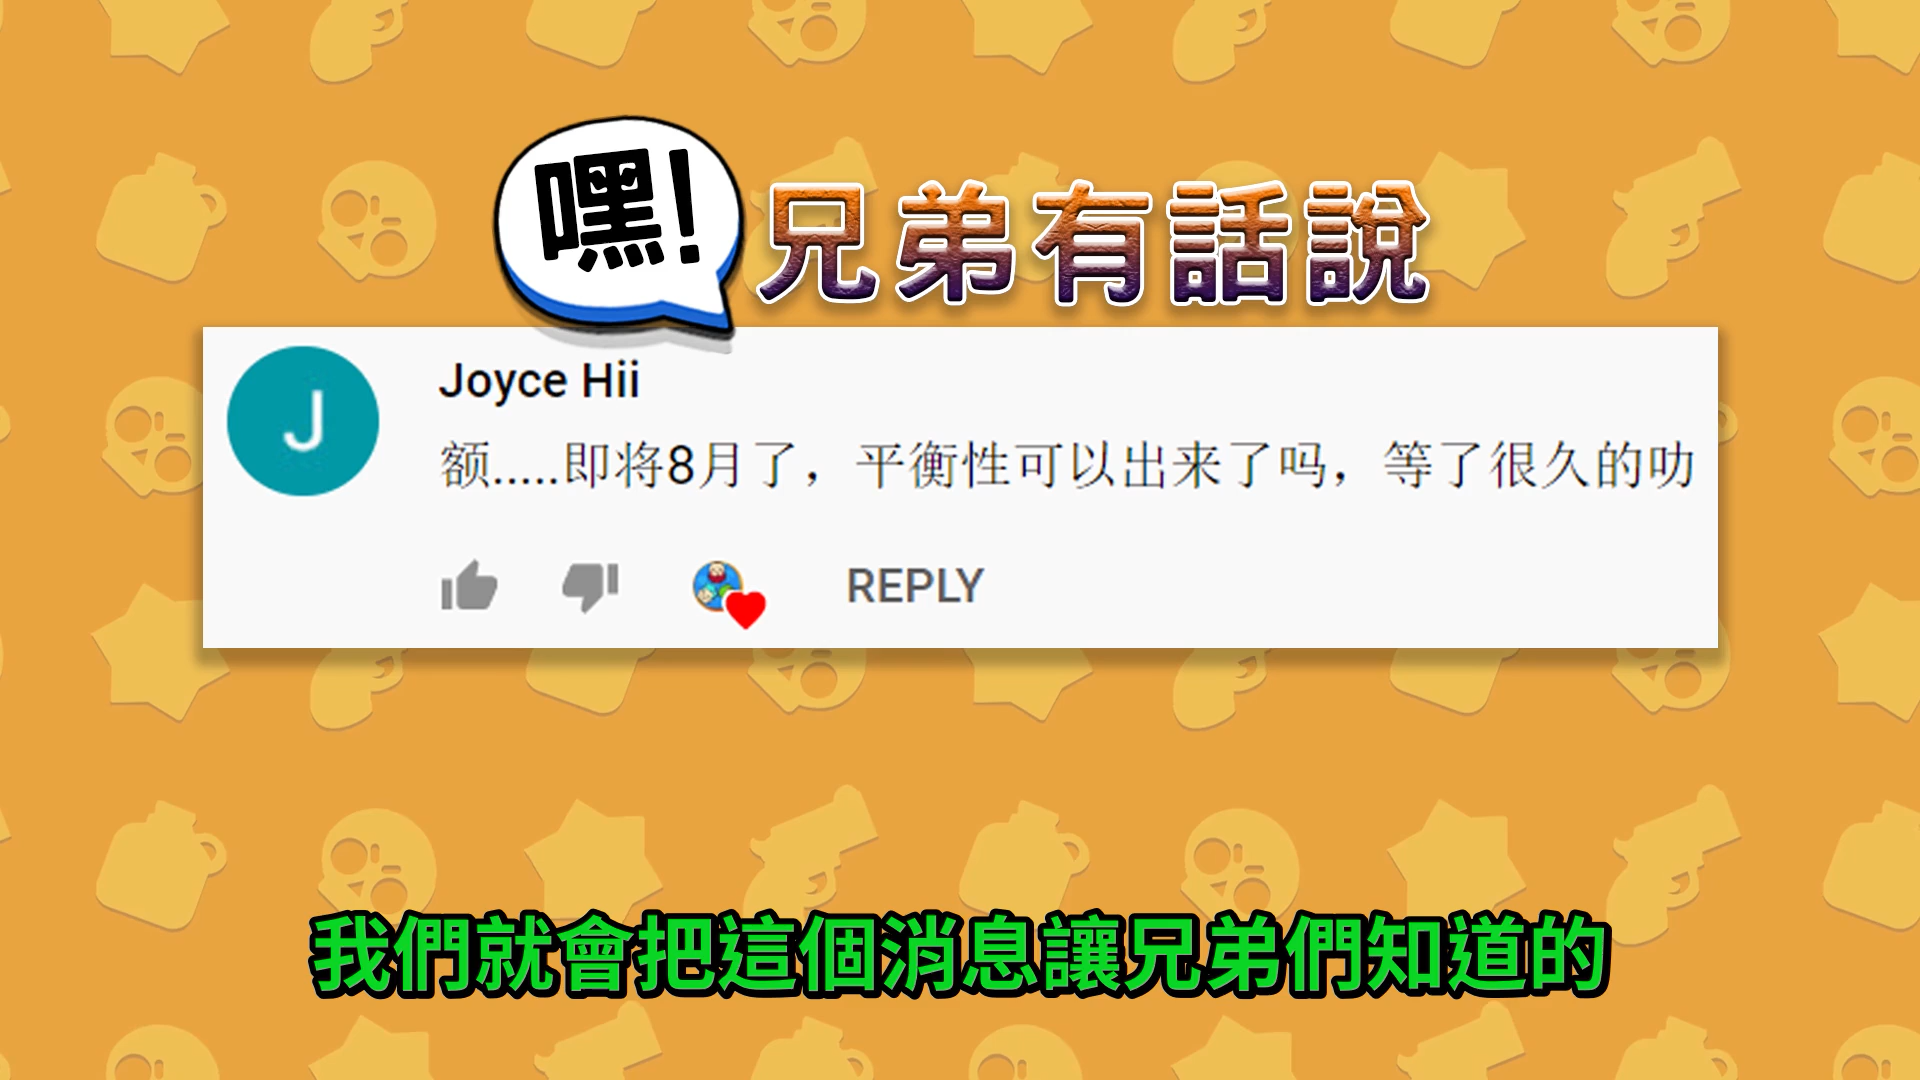 嘿!
兄弟有話說
J
Joyce Hii
额.....即将8月了，平衡性可以出来了吗，等了很久的叻
REPLY
我們就會把這個消息讓兄弟們知道的